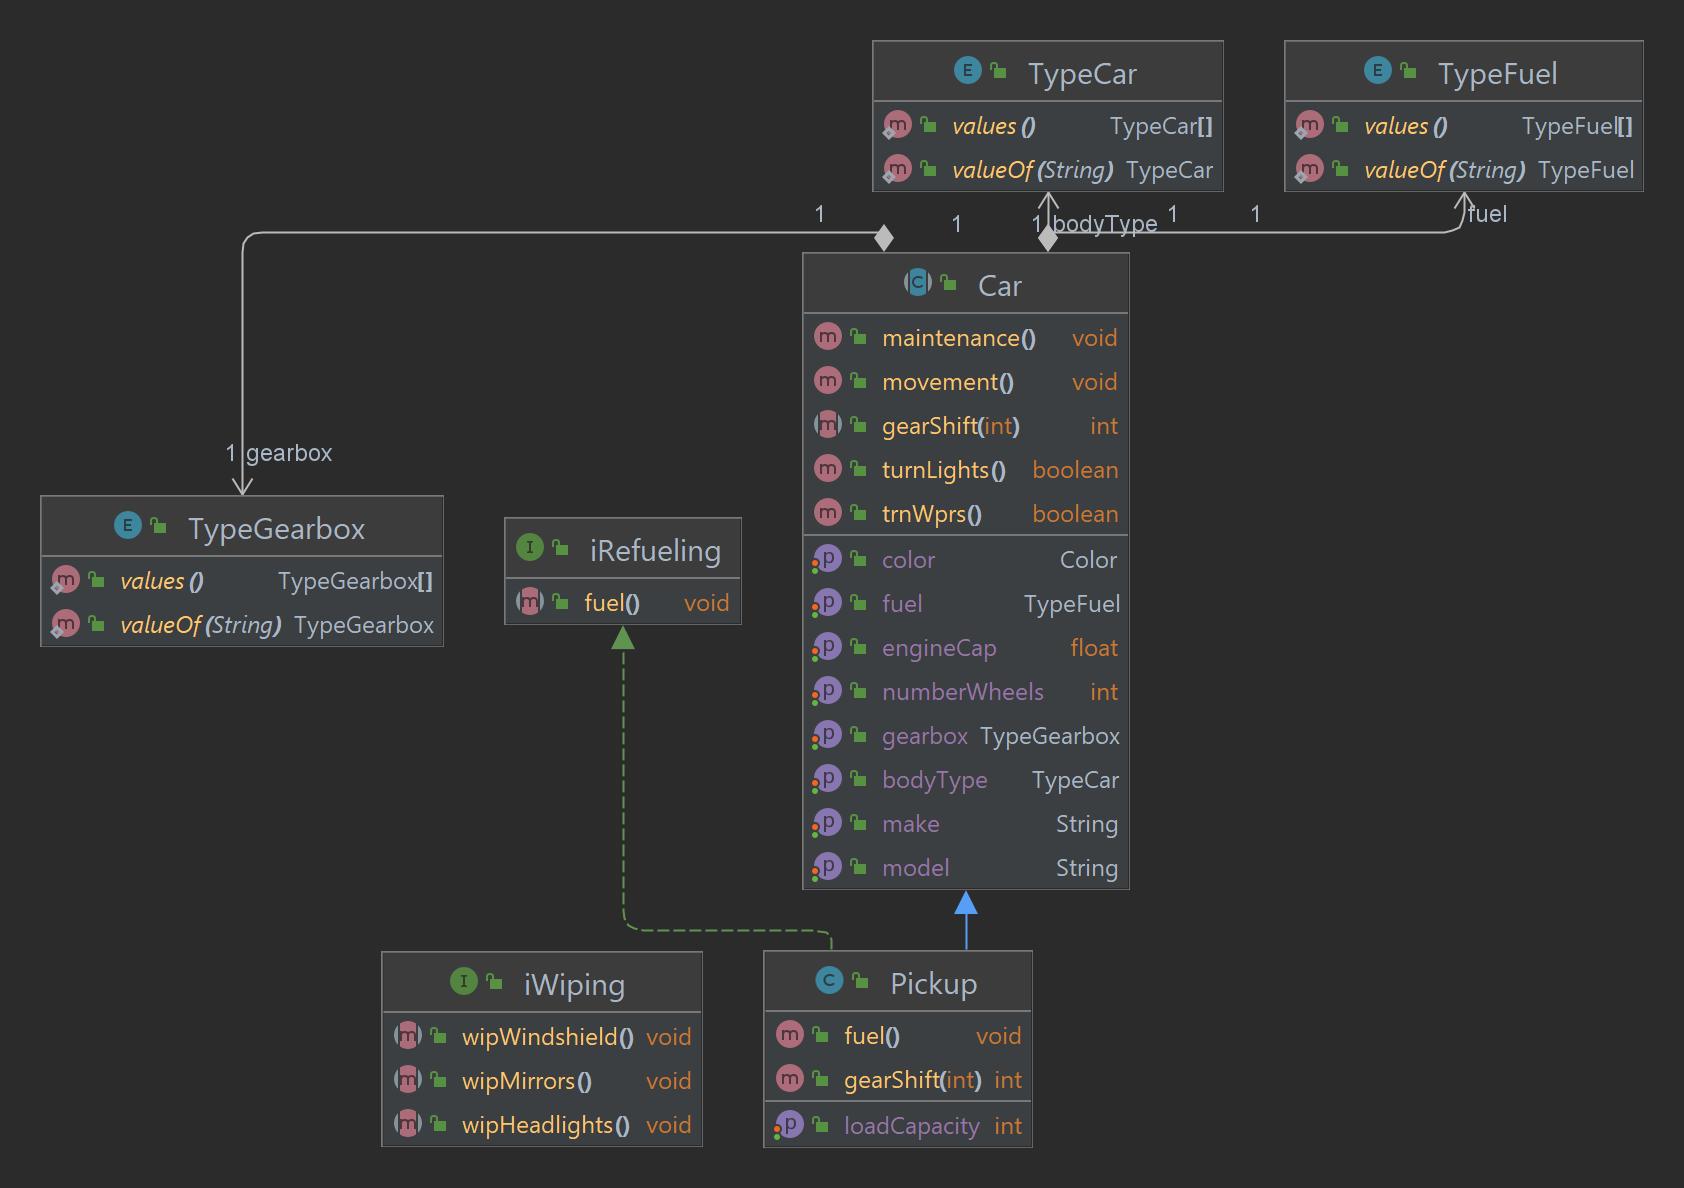 E TypeCar
m values() TypeCar[]
m valueOf(String) TypeCar
E TypeFuel
m values() TypeFuel[]
m valueOf(String) TypeFuel
1 1 1 bodyType 1 1 fuel
C Car
m maintenance() void
m movement() void
m gearShift(int) int
m turnLights() boolean
m trnWprs() boolean
p color Color
p fuel TypeFuel
p engineCap float
p numberWheels int
p gearbox TypeGearbox
p bodyType TypeCar
p make String
p model String
1 gearbox
E TypeGearbox
m values() TypeGearbox[]
m valueOf(String) TypeGearbox
I iRefueling
m fuel() void
I iWiping
m wipWindshield() void
m wipMirrors() void
m wipHeadlights() void
C Pickup
m fuel() void
m gearShift(int) int
p loadCapacity int